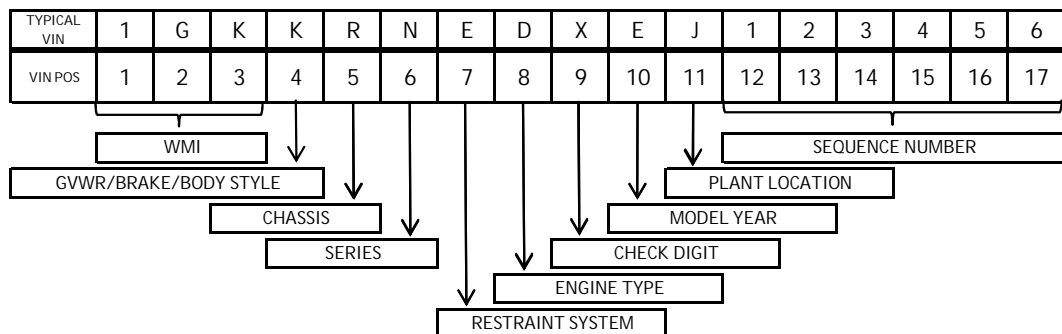 TYPICAL VIN 1 G K K R N E D X E J 1 2 3 4 5 6
VIN POS 1 2 3 4 5 6 7 8 9 10 11 12 13 14 15 16 17
WMI SEQUENCE NUMBER
GVWR/BRAKE/BODY STYLE PLANT LOCATION
CHASSIS MODEL YEAR
SERIES CHECK DIGIT
ENGINE TYPE
RESTRAINT SYSTEM